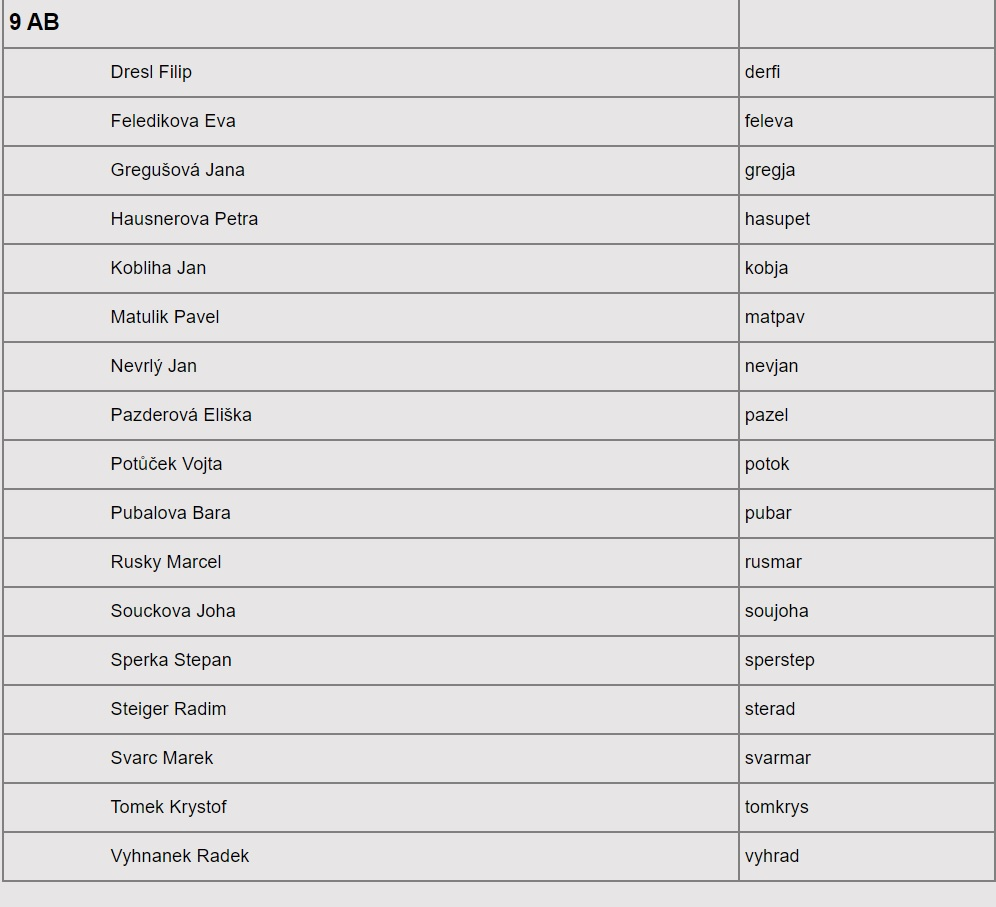 9 AB
Dresl Filip derfi
Feledikova Eva feleva
Gregušová Jana gregja
Hausnerova Petra hasupet
Kobliha Jan kobja
Matulik Pavel matpav
Nevrlý Jan nevjan
Pazderová Eliška pazel
Potůček Vojta potok
Pubalova Bara pubar
Rusky Marcel rusmar
Souckova Joha soujoha
Sperka Stepan sperstep
Steiger Radim sterad
Svarc Marek svarmar
Tomek Krystof tomkrys
Vyhnanek Radek vyhrad